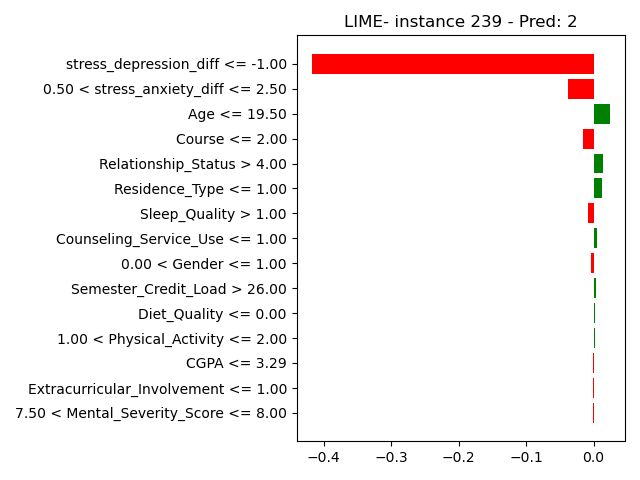 LIME- instance 239 - Pred: 2
stress_depression_diff <= -1.00
0.50 < stress_anxiety_diff <= 2.50
Age <= 19.50
Course <= 2.00
Relationship_Status > 4.00
Residence_Type <= 1.00
Sleep_Quality > 1.00
Counseling_Service_Use <= 1.00
0.00 < Gender <= 1.00
Semester_Credit_Load > 26.00
Diet_Quality <= 0.00
1.00 < Physical_Activity <= 2.00
CGPA <= 3.29
Extracurricular_Involvement <= 1.00
7.50 < Mental_Severity_Score <= 8.00
−0.4 −0.3 −0.2 −0.1 0.0